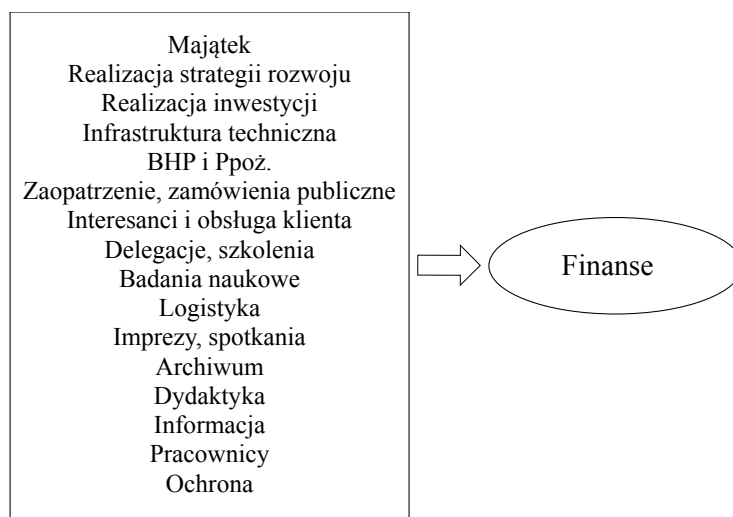 Majątek
Realizacja strategii rozwoju
Realizacja inwestycji
Infrastruktura techniczna
BHP i Ppoż.
Zaopatrzenie, zamówienia publiczne
Interesanci i obsługa klienta
Delegacje, szkolenia
Badania naukowe
Logistyka
Imprezy, spotkania
Archiwum
Dydaktyka
Informacja
Pracownicy
Ochrona
Finanse